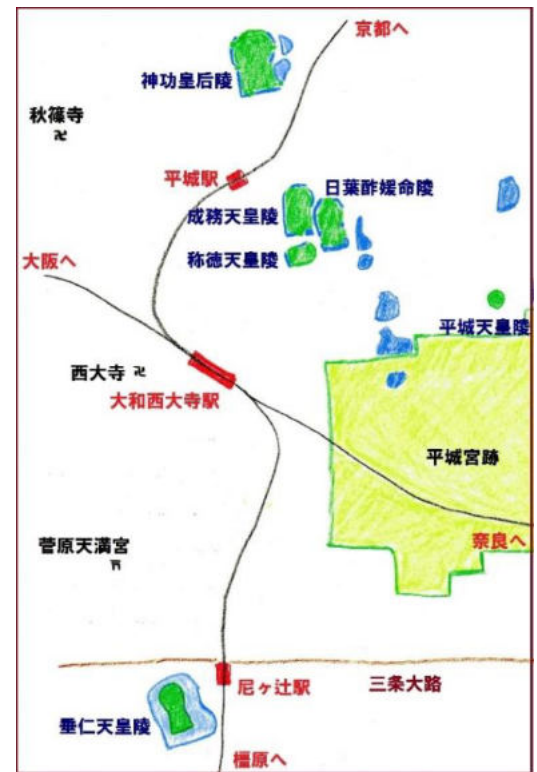 京都へ
神功皇后陵
秋篠寺
卍
平城駅
日葉酢媛命陵
成務天皇陵
称徳天皇陵
大阪へ
平城天皇陵
西大寺 卍
大和西大寺駅
平城宮跡
奈良へ
菅原天満宮
三条大路
尼ヶ辻駅
垂仁天皇陵
橿原へ